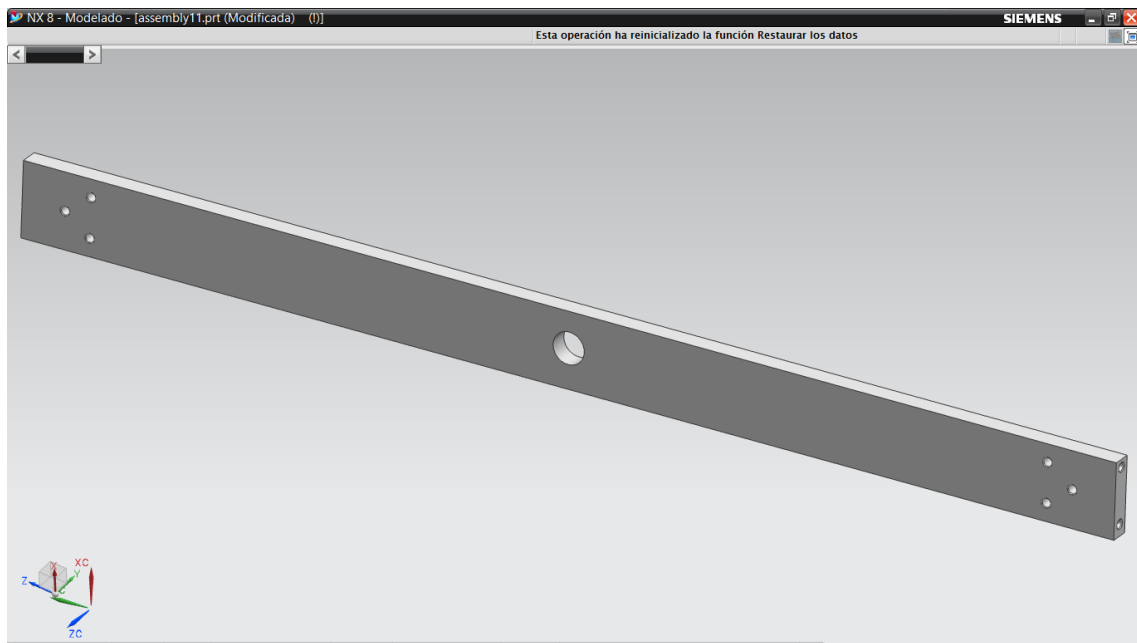 NX 8 - Modelado - [assembly11.prt (Modificada) (!)]
SIEMENS
Esta operación ha reinicializado la función Restaurar los datos
XC
X
Y
Z
ZC